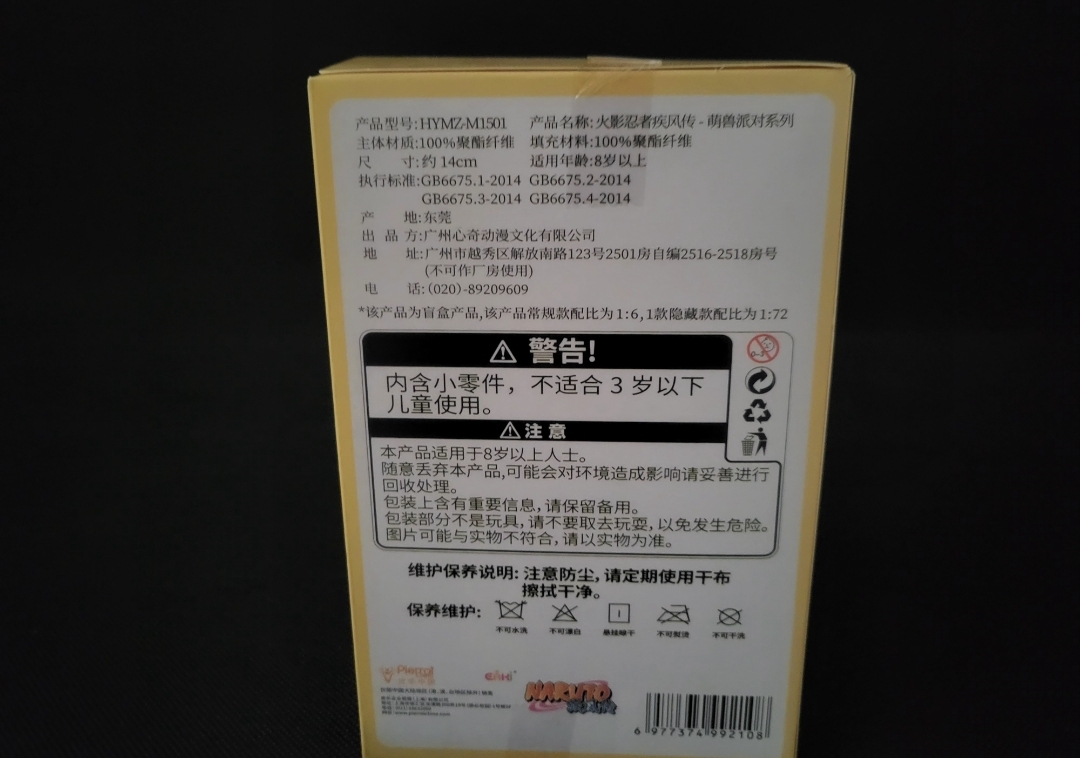 产品型号:HYMZ-M1501 产品名称:火影忍者疾风传-萌兽派对系列
主体材质:100%聚酯纤维 填充材料:100%聚酯纤维
尺 寸:约14cm 适用年龄:8岁以上
执行标准:GB6675.1-2014 GB6675.2-2014
GB6675.3-2014 GB6675.4-2014
产 地:东莞
出 品 方:广州心奇动漫文化有限公司
地 址:广州市越秀区解放南路123号2501房自编2516-2518房号
(不可作厂房使用)
电 话:(020)-89209609
*该产品为盲盒产品,该产品常规款配比为1:6,1款隐藏款配比为1:72
警告!
0-3
内含小零件，不适合 3 岁以下
儿童使用。
注意
本产品适用于8岁以上人士。
随意丢弃本产品,可能会对环境造成影响请妥善进行
回收处理。
包装上含有重要信息,请保留备用。
包装部分不是玩具,请不要取去玩耍,以免发生危险。
图片可能与实物不符合,请以实物为准。
维护保养说明:注意防尘,请定期使用干布
擦拭干净。
保养维护:
不可水洗 不可漂白 悬挂晾干 不可熨烫 不可干洗
Pierrot
NARUTO
疾风传
6 977374 992108